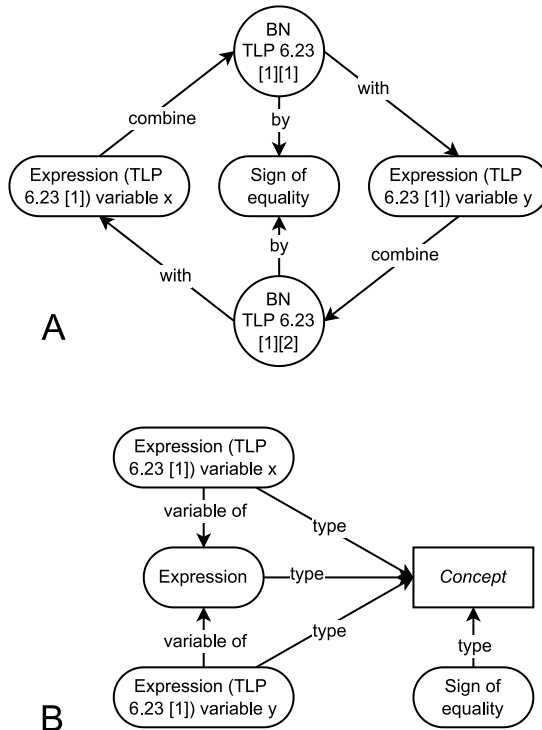 BN
TLP 6.23
[1][1]
with
combine
by
Expression (TLP
6.23 [1]) variable x
Sign of
equality
Expression (TLP
6.23 [1]) variable y
by
combine
with
BN
TLP 6.23
[1][2]
A
Expression (TLP
6.23 [1]) variable x
variable of
type
Expression
type
Concept
variable of
type
type
Expression (TLP
6.23 [1]) variable y
Sign of
equality
B